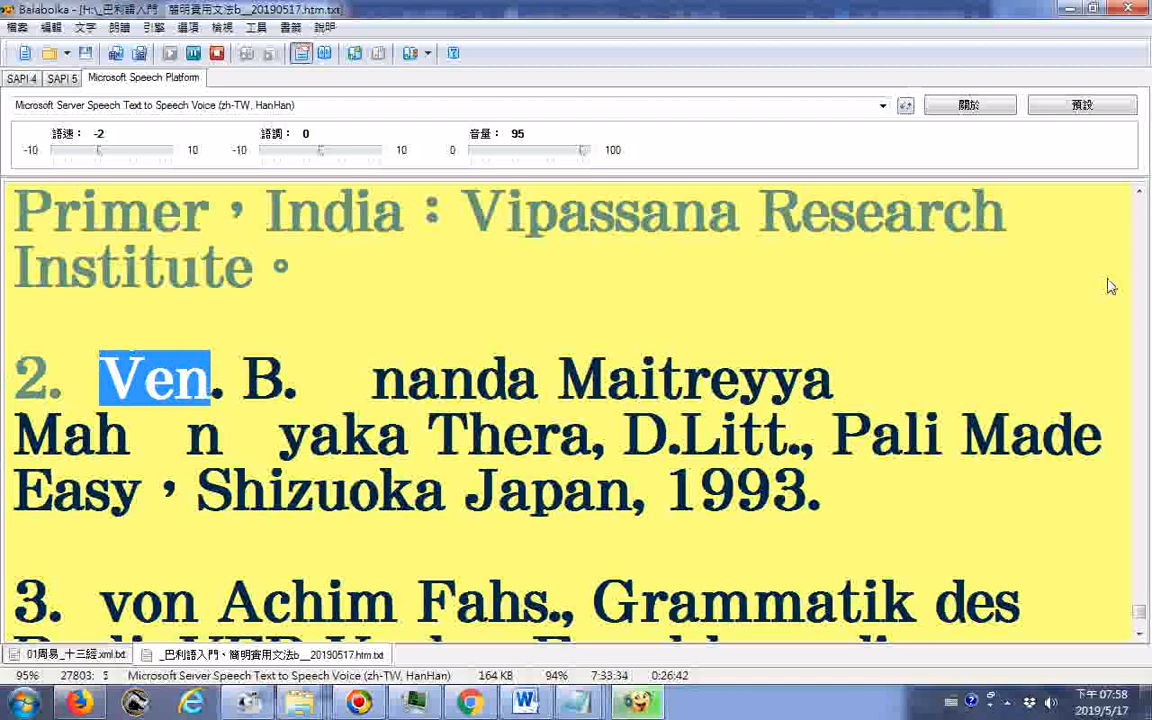 Balabolka - [H:\_巴利語入門、簡明實用文法b__20190517.htm.txt]
檔案 編輯 文字 朗讀 引擎 選項 檢視 工具 書籤 說明
SAPI 4 SAPI 5 Microsoft Speech Platform
Microsoft Server Speech Text to Speech Voice (zh-TW, HanHan) 關於 預設
語速： -2 語調： 0 音量： 95
-10 10 -10 10 0 100
Primer，India：Vipassana Research
Institute。
2. Ven. B. nanda Maitreyya
Mah n yaka Thera, D.Litt., Pali Made
Easy，Shizuoka Japan, 1993.
3. von Achim Fahs., Grammatik des
01周易_十三經.xml.txt _巴利語入門、簡明實用文法b__20190517.htm.txt
95% 27803: Microsoft Server Speech Text to Speech Voice (zh-TW, HanHan) 164 KB 94% 7:33:34 0:26:42
下午 07:58
2019/5/17